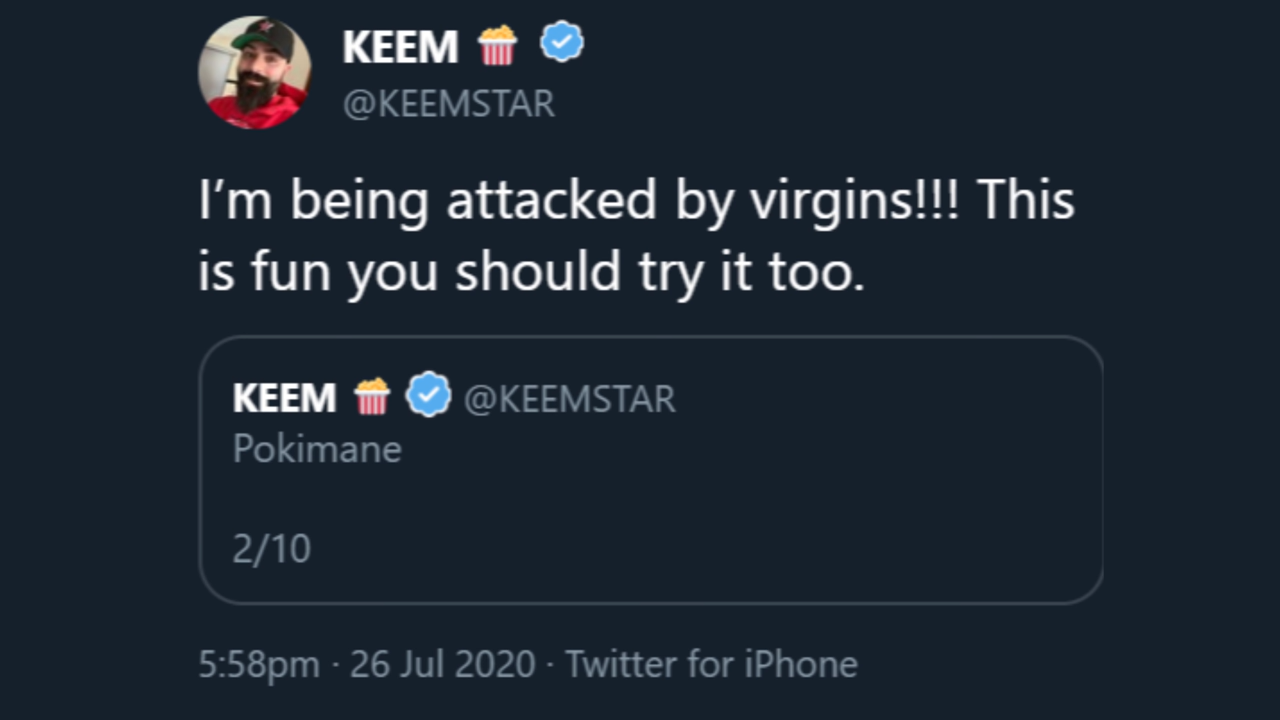 KEEM 🍿
@KEEMSTAR
I’m being attacked by virgins!!! This
is fun you should try it too.
KEEM 🍿 @KEEMSTAR
Pokimane
2/10
5:58pm · 26 Jul 2020 · Twitter for iPhone